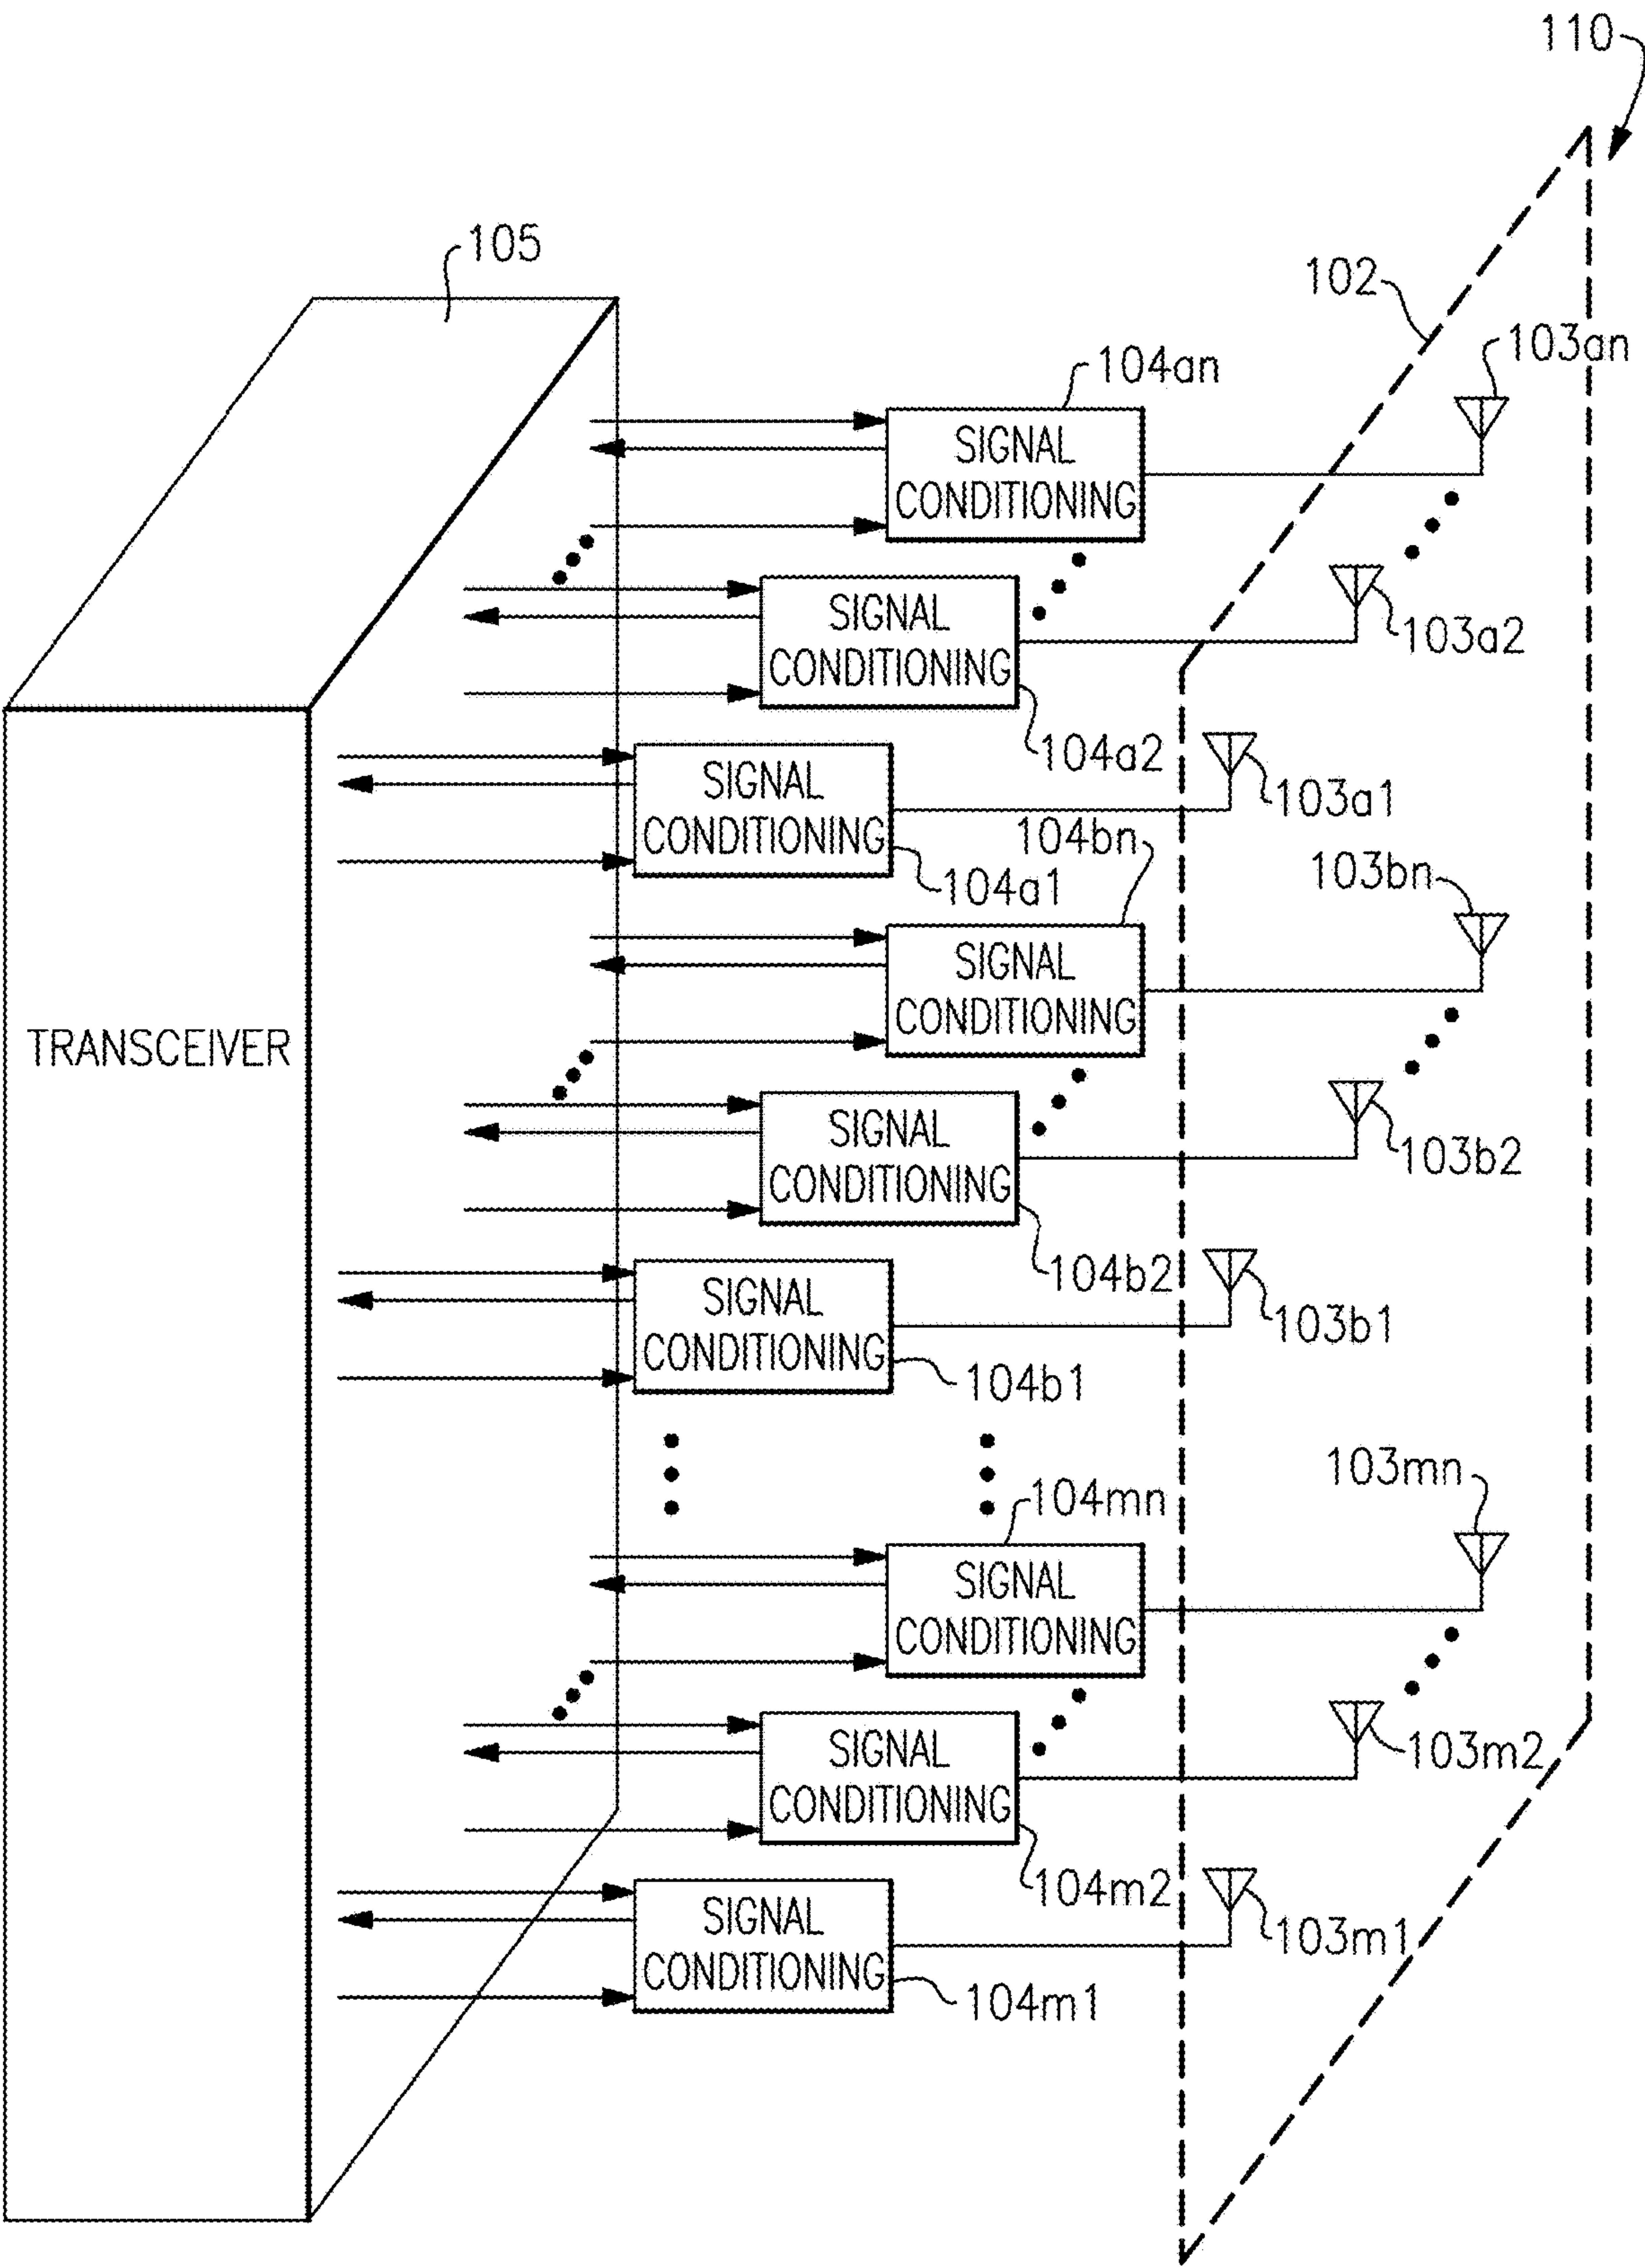 110
105
102
103an
104an
SIGNAL
CONDITIONING
103a2
SIGNAL
CONDITIONING
104a2
103a1
SIGNAL
CONDITIONING
104a1
104bn
103bn
SIGNAL
CONDITIONING
TRANSCEIVER
103b2
SIGNAL
CONDITIONING
104b2
103b1
SIGNAL
CONDITIONING
104b1
103mn
104mn
SIGNAL
CONDITIONING
103m2
SIGNAL
CONDITIONING
104m2
103m1
SIGNAL
CONDITIONING
104m1